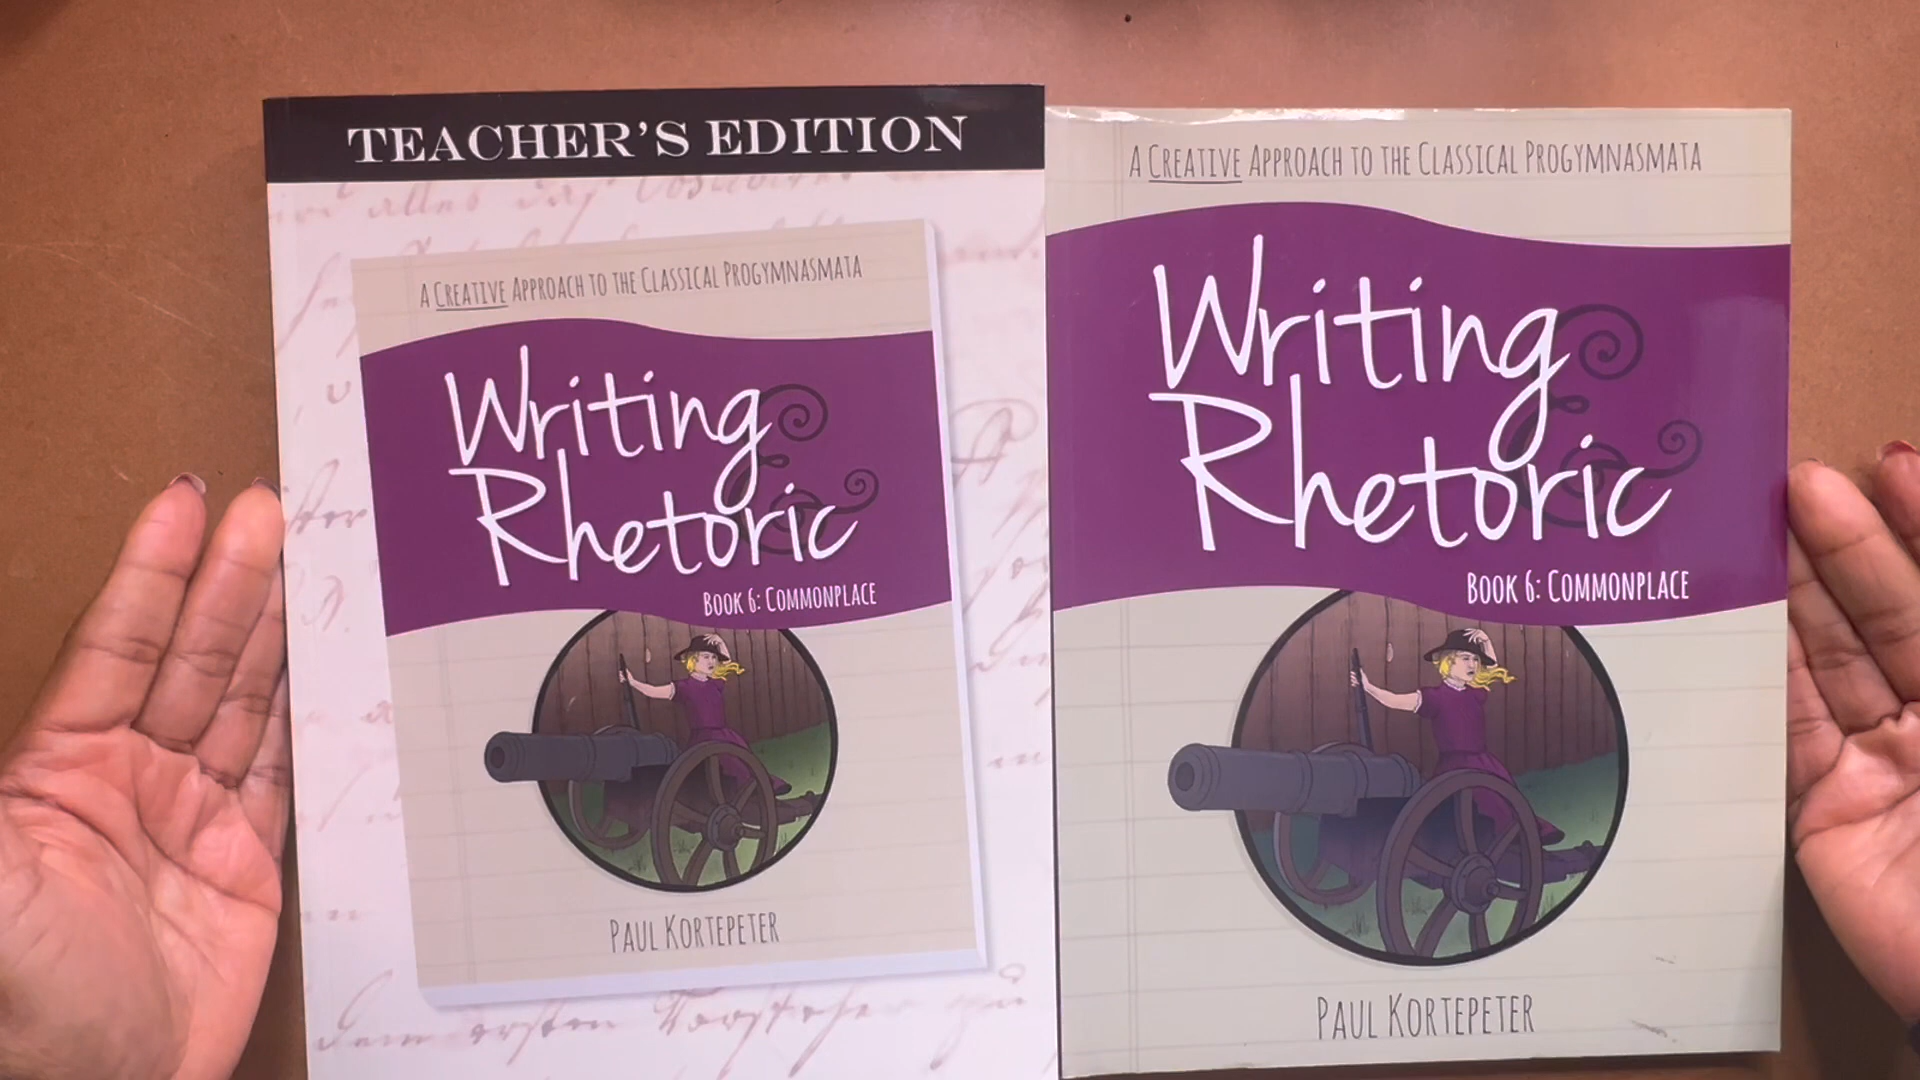 TEACHER'S EDITION
A CREATIVE APPROACH TO THE CLASSICAL PROGYMNASMATA
Writing &
Rhetoric
BOOK 6: COMMONPLACE
PAUL KORTEPETER
A CREATIVE APPROACH TO THE CLASSICAL PROGYMNASMATA
Writing &
Rhetoric
BOOK 6: COMMONPLACE
PAUL KORTEPETER